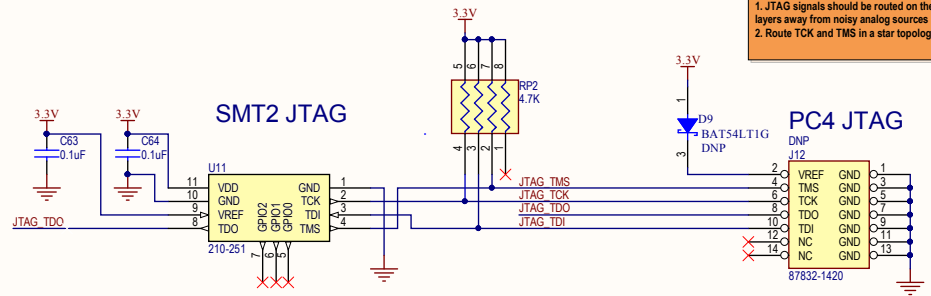 1. JTAG signals should be routed on the
layers away from noisy analog sources
2. Route TCK and TMS in a star topolog
3.3V
5
6
7
8
RP2
4.7K
4
3
2
1
SMT2 JTAG
3.3V
C63
0.1uF
3.3V
C64
0.1uF
U11
11 VDD GND 1
10 GND TCK 2
9 VREF TDI 3
8 TDO TMS 4
GPIO2
GPIO1
GPIO0
7
6
5
210-251
JTAG_TDO
JTAG_TMS
JTAG_TCK
JTAG_TDO
JTAG_TDI
3.3V
1
D9
BAT54LT1G
DNP
3
PC4 JTAG
DNP
J12
2 VREF GND 1
4 TMS GND 3
6 TCK GND 5
8 TDO GND 7
10 TDI GND 9
12 NC GND 11
14 NC GND 13
87832-1420